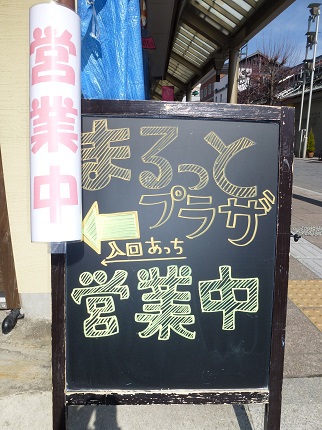 営業中
まるっと
プラザ
入口 あっち
営業中